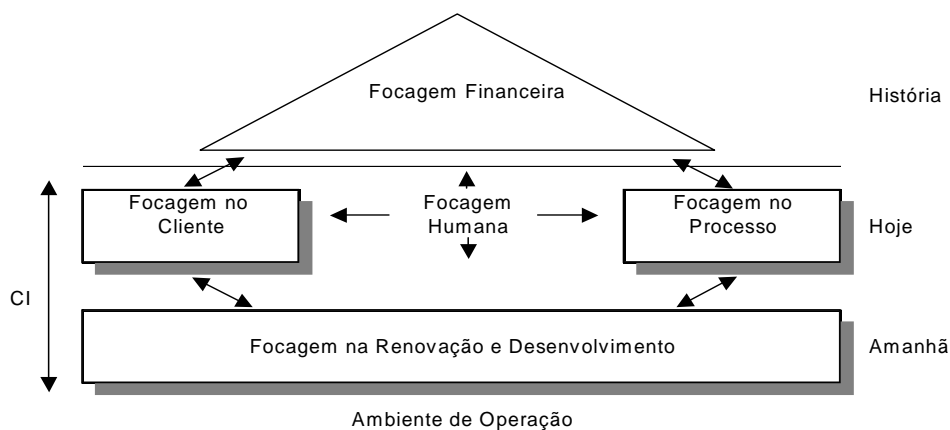 Focagem Financeira
História
Focagem no
Cliente
Focagem
Humana
Focagem no
Processo
Hoje
CI
Focagem na Renovação e Desenvolvimento
Amanhã
Ambiente de Operação